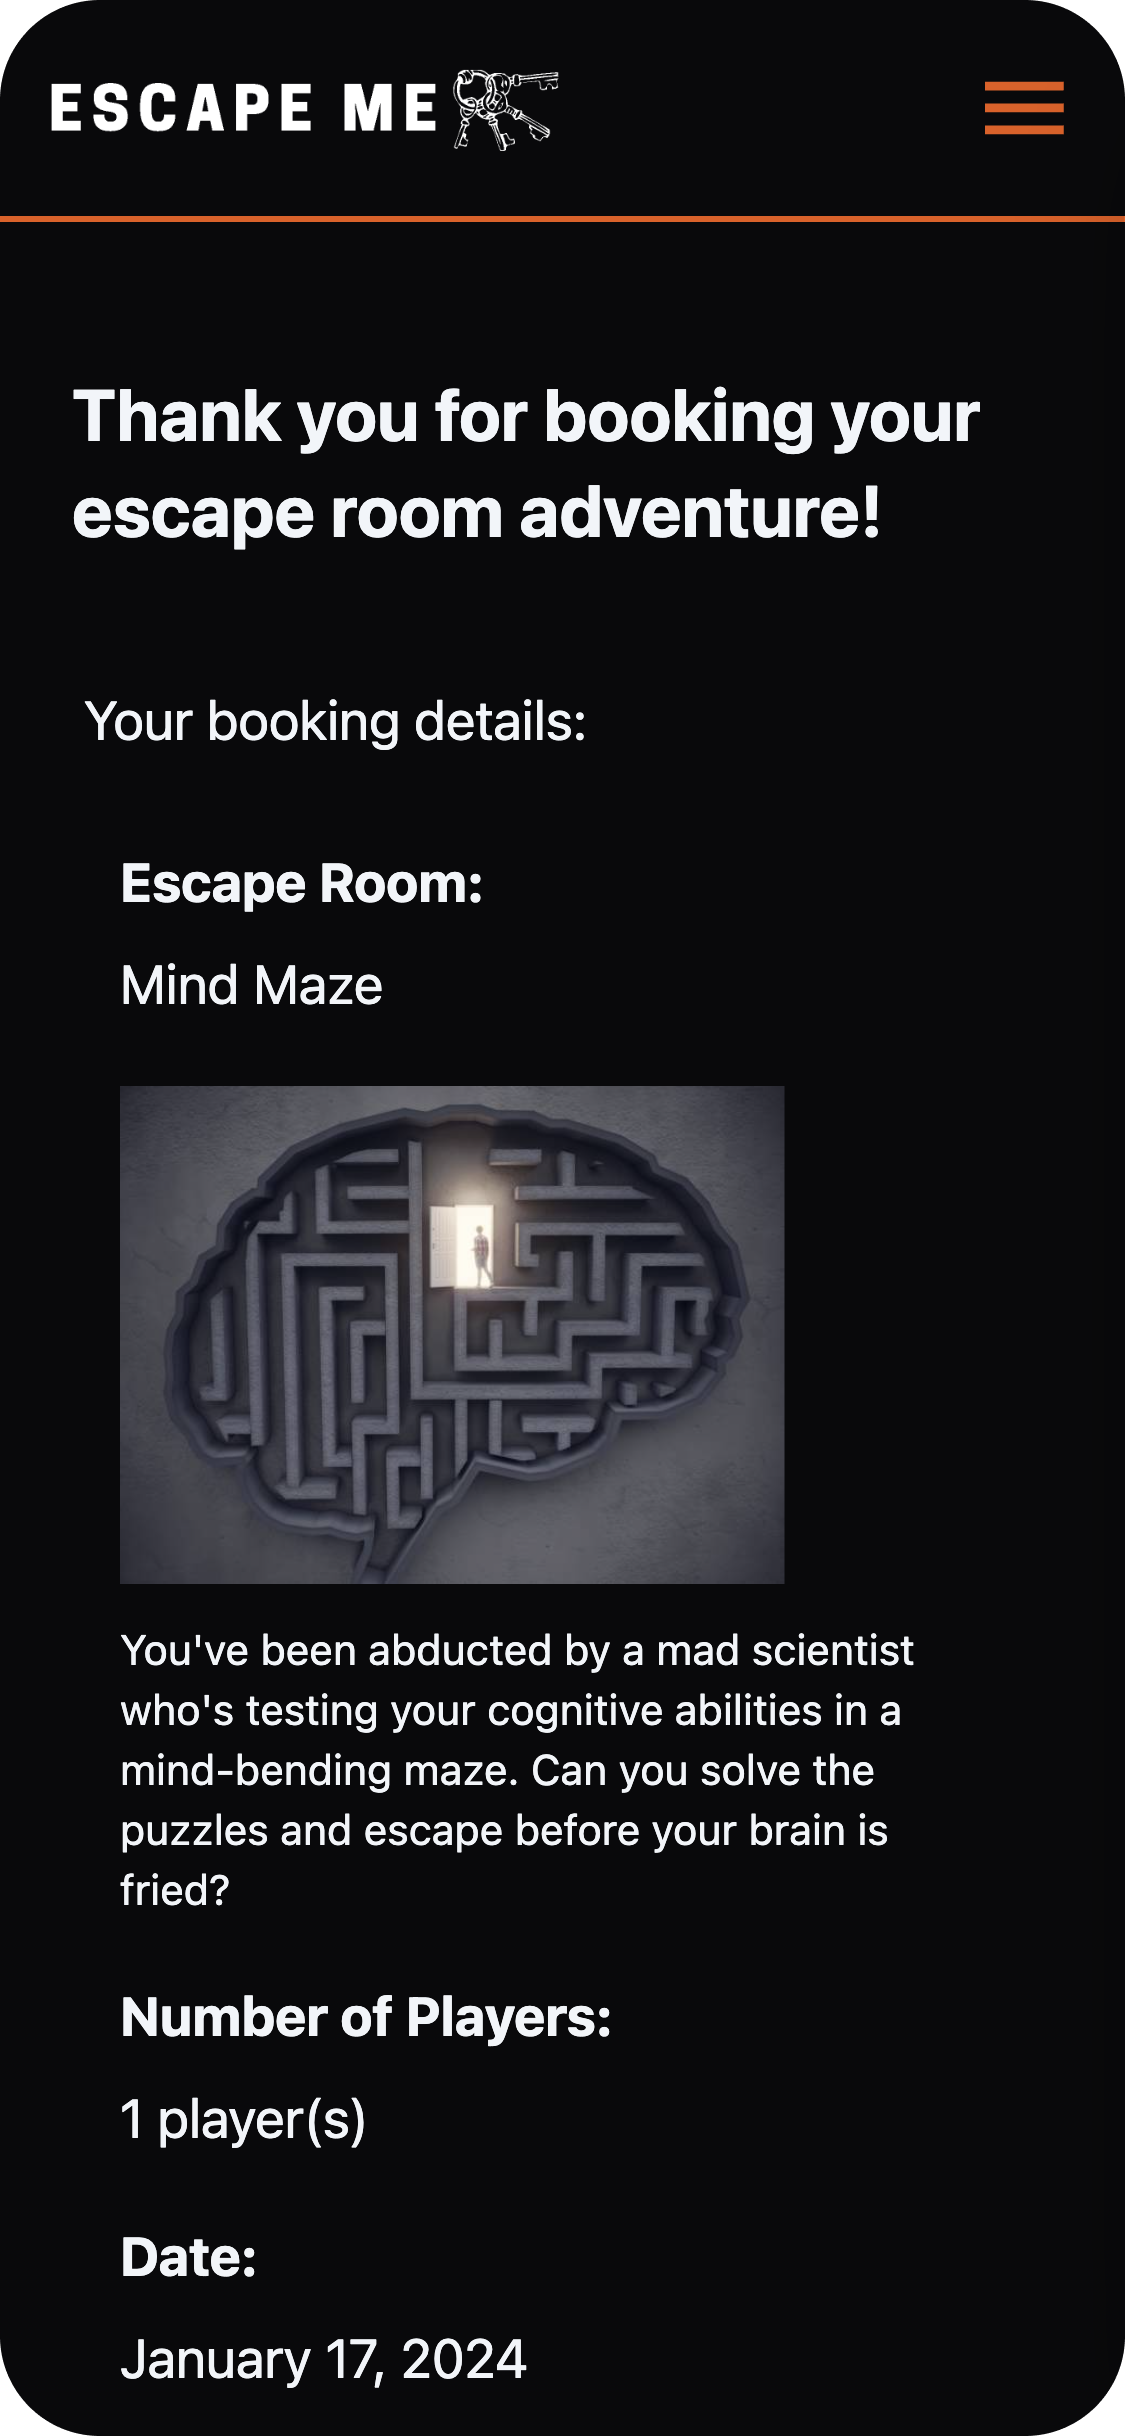 ESCAPE ME
Thank you for booking your
escape room adventure!
Your booking details:
Escape Room:
Mind Maze
You've been abducted by a mad scientist
who's testing your cognitive abilities in a
mind-bending maze. Can you solve the
puzzles and escape before your brain is
fried?
Number of Players:
1 player(s)
Date:
January 17, 2024